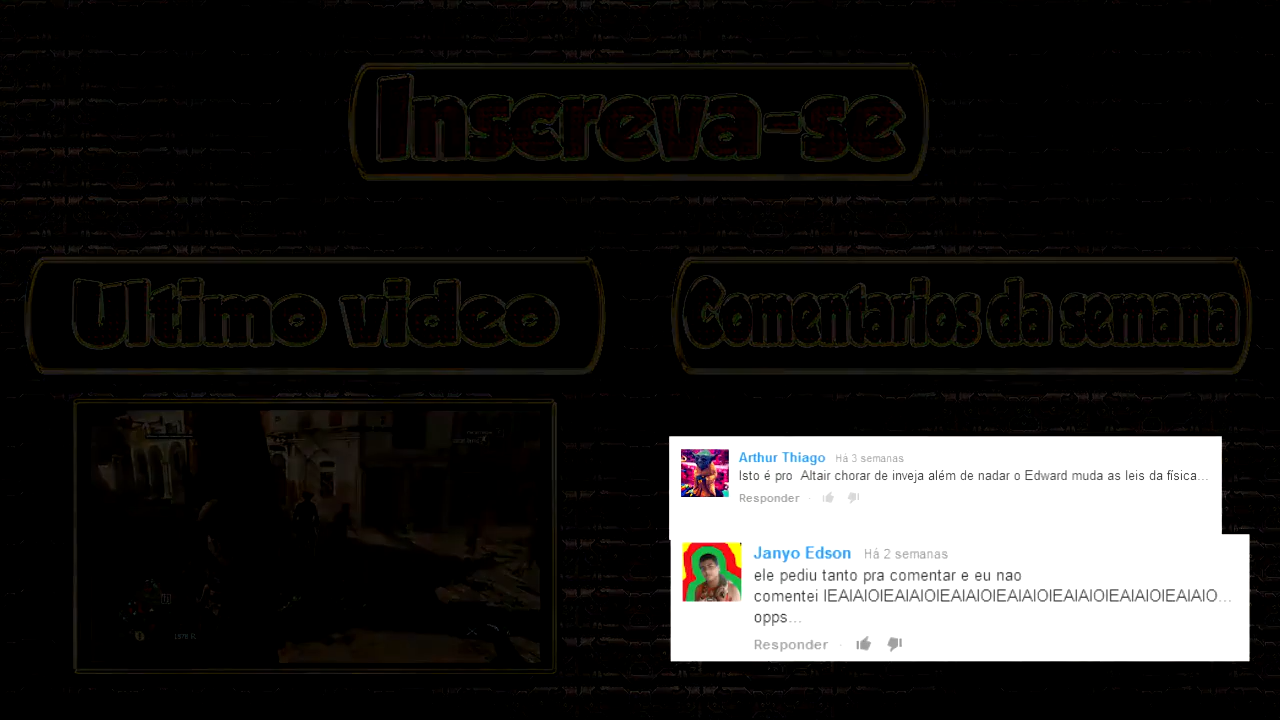 Inscreva-se
Ultimo video
Comentarios da semana
Arthur Thiago Há 3 semanas
Isto é pro Altair chorar de inveja além de nadar o Edward muda as leis da física...
Responder ·
Janyo Edson Há 2 semanas
ele pediu tanto pra comentar e eu nao
comentei IEAIAIOIEAIAIOIEAIAIOIEAIAIOIEAIAIOIEAIAIOIEAIAIO...
opps...
Responder ·